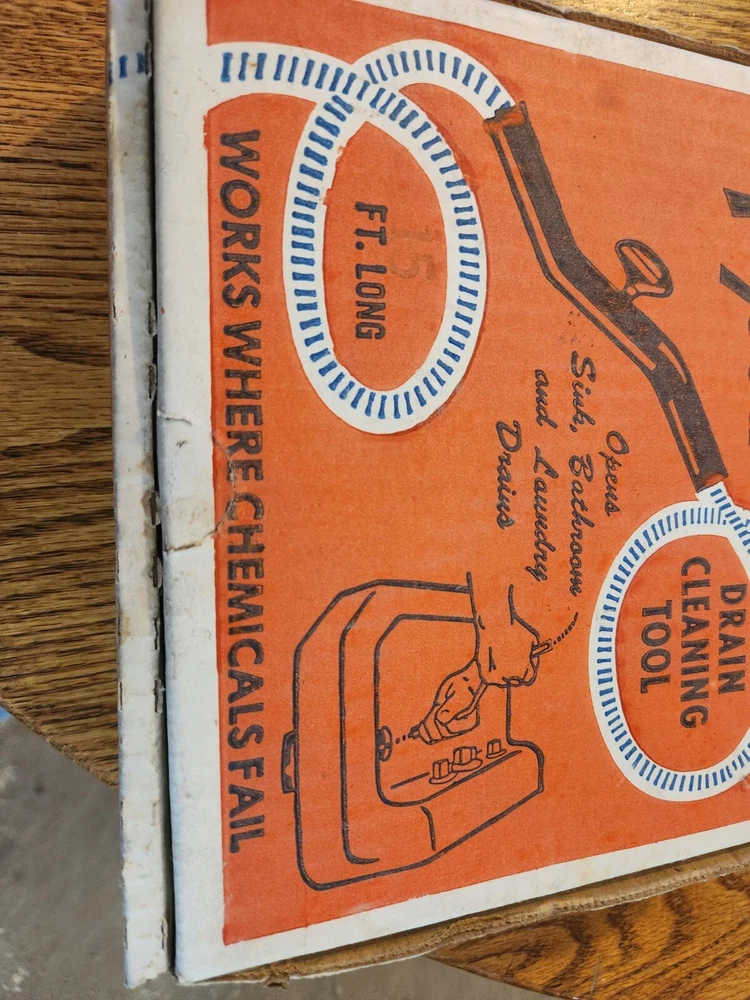 DRAIN
CLEANING
TOOL
Opens
Sink, Bathroom
and Laundry
Drains
15
FT. LONG
WORKS WHERE CHEMICALS FAIL